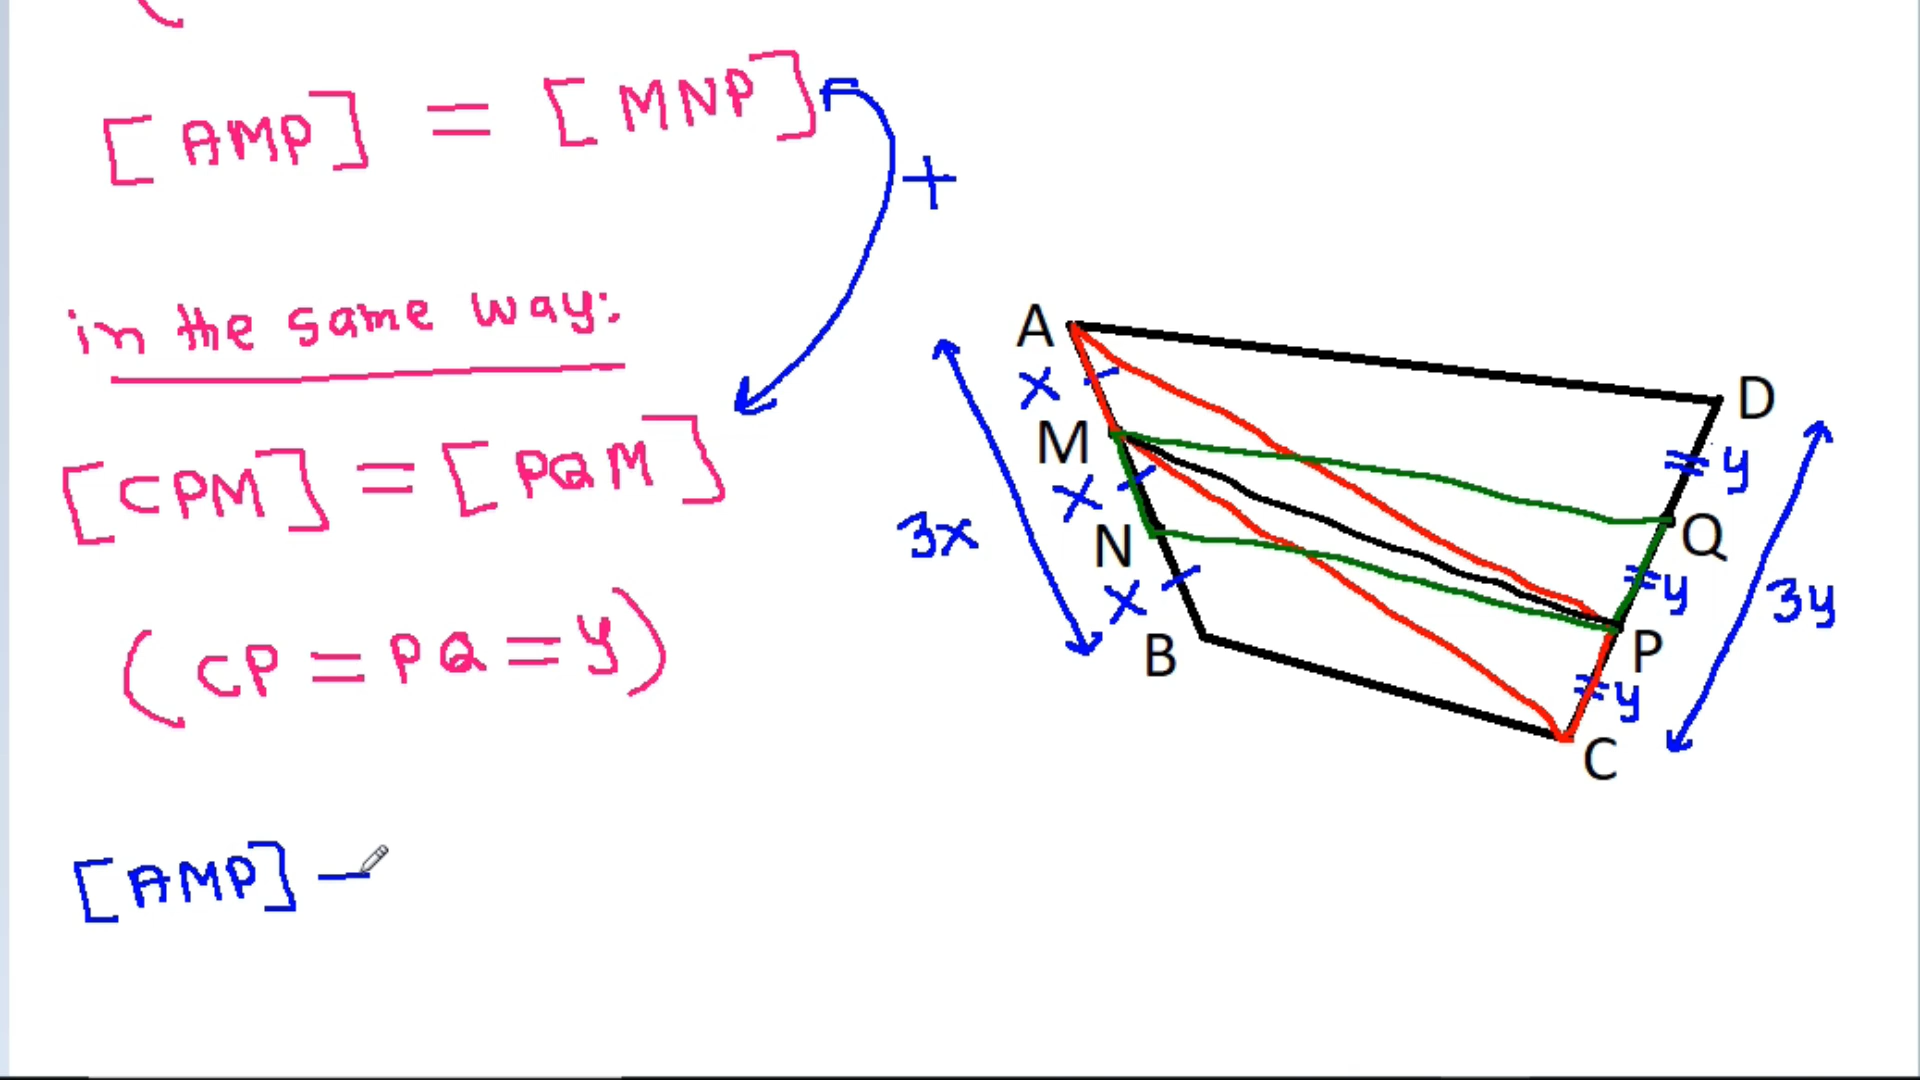 (
[AMP] = [MNP]
+
in the same way:
[CPM] = [PQM]
(CP = PQ = y)
[AMP] -
A
D
x
M
y
x
3x
N
Q
y
3y
x
B
P
y
C